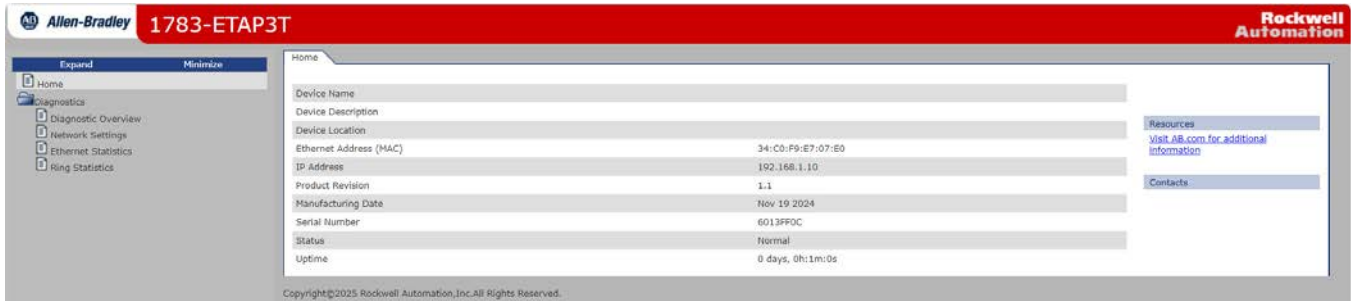 AB Allen-Bradley 1783-ETAP3T Rockwell Automation
Expand Minimize
Home
Diagnostics
Diagnostic Overview
Network Settings
Ethernet Statistics
Ring Statistics
Home
Device Name
Device Description
Device Location
Ethernet Address (MAC) 34:C0:F9:E7:07:E0
IP Address 192.168.1.10
Product Revision 1.1
Manufacturing Date Nov 19 2024
Serial Number 6013FF0C
Status Normal
Uptime 0 days, 0h:1m:0s
Resources
Visit AB.com for additional
information
Contacts
Copyright©2025 Rockwell Automation,Inc.All Rights Reserved.